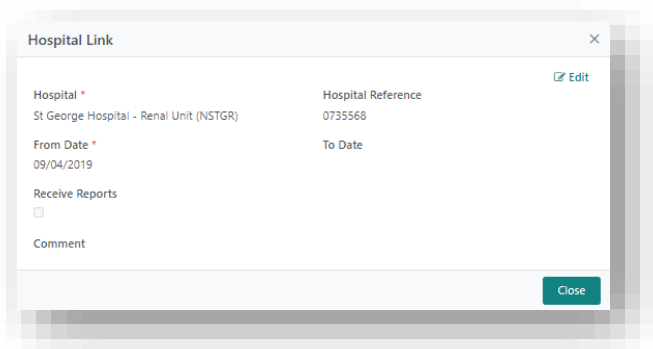 Hospital Link
Edit
Hospital *
Hospital Reference
St George Hospital - Renal Unit (NSTGR)
0735568
From Date *
To Date
09/04/2019
Receive Reports
Comment
Close